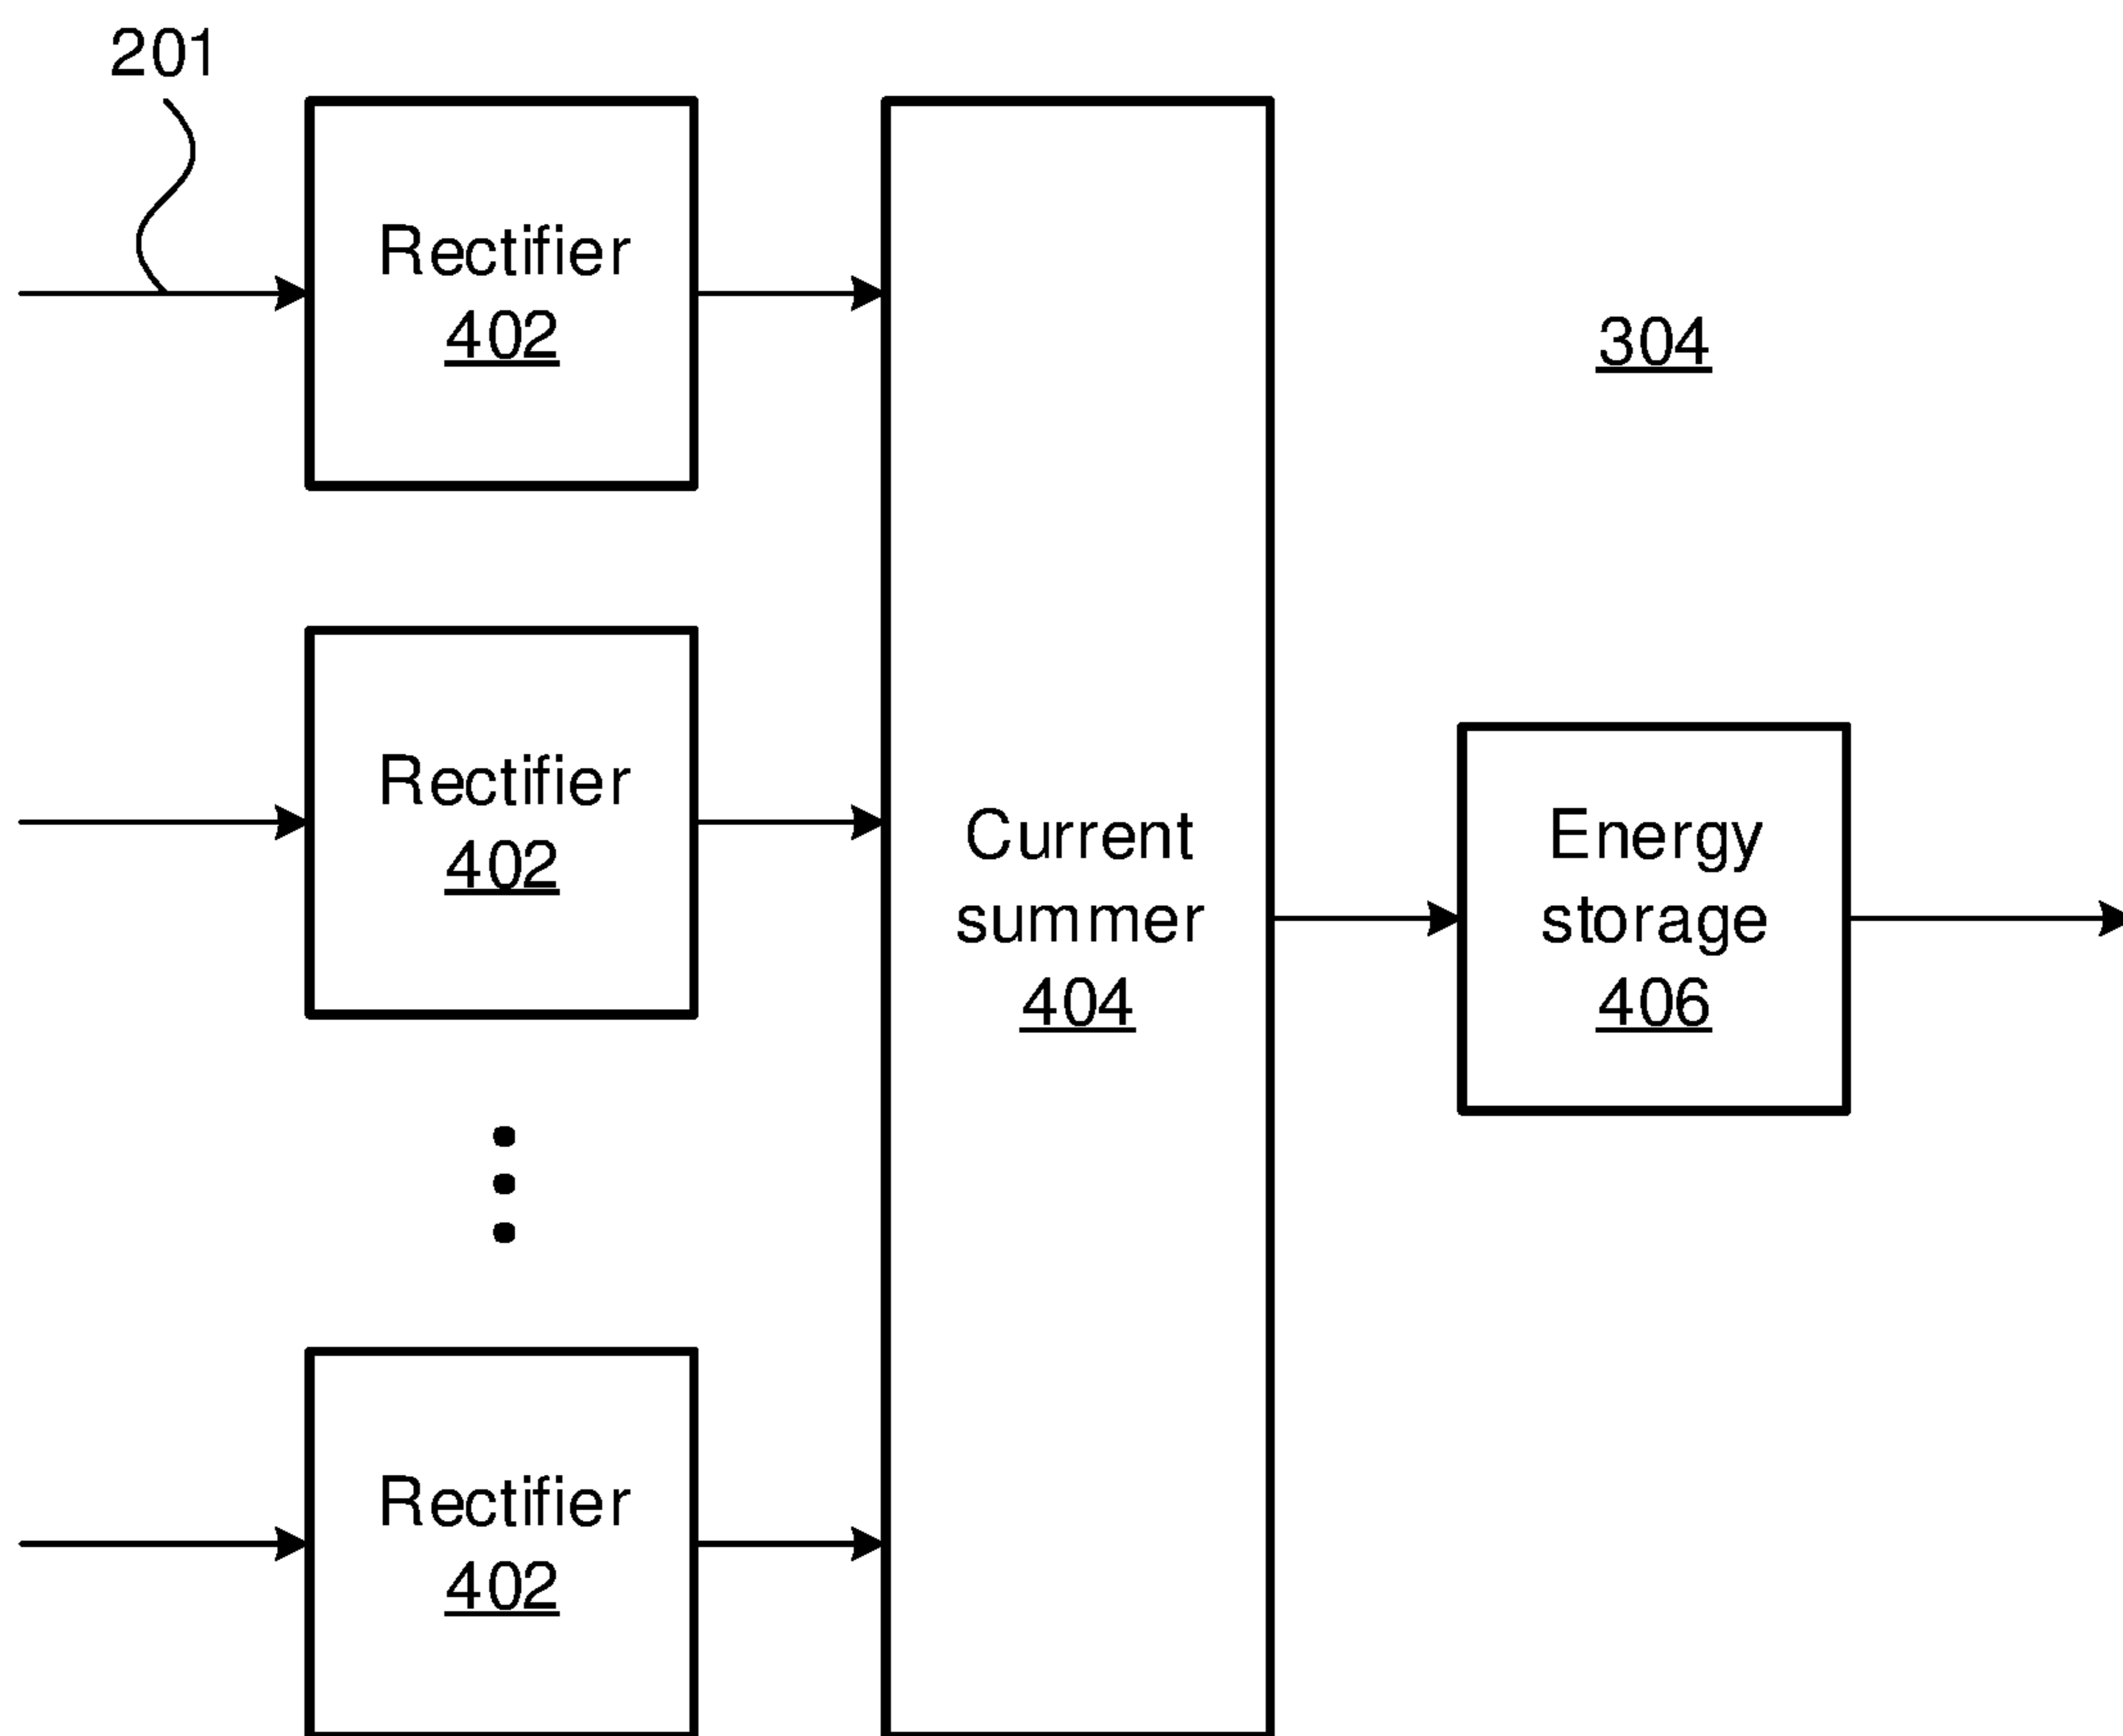 201
Rectifier
402
304
Rectifier
402
Current
summer
404
Energy
storage
406
Rectifier
402